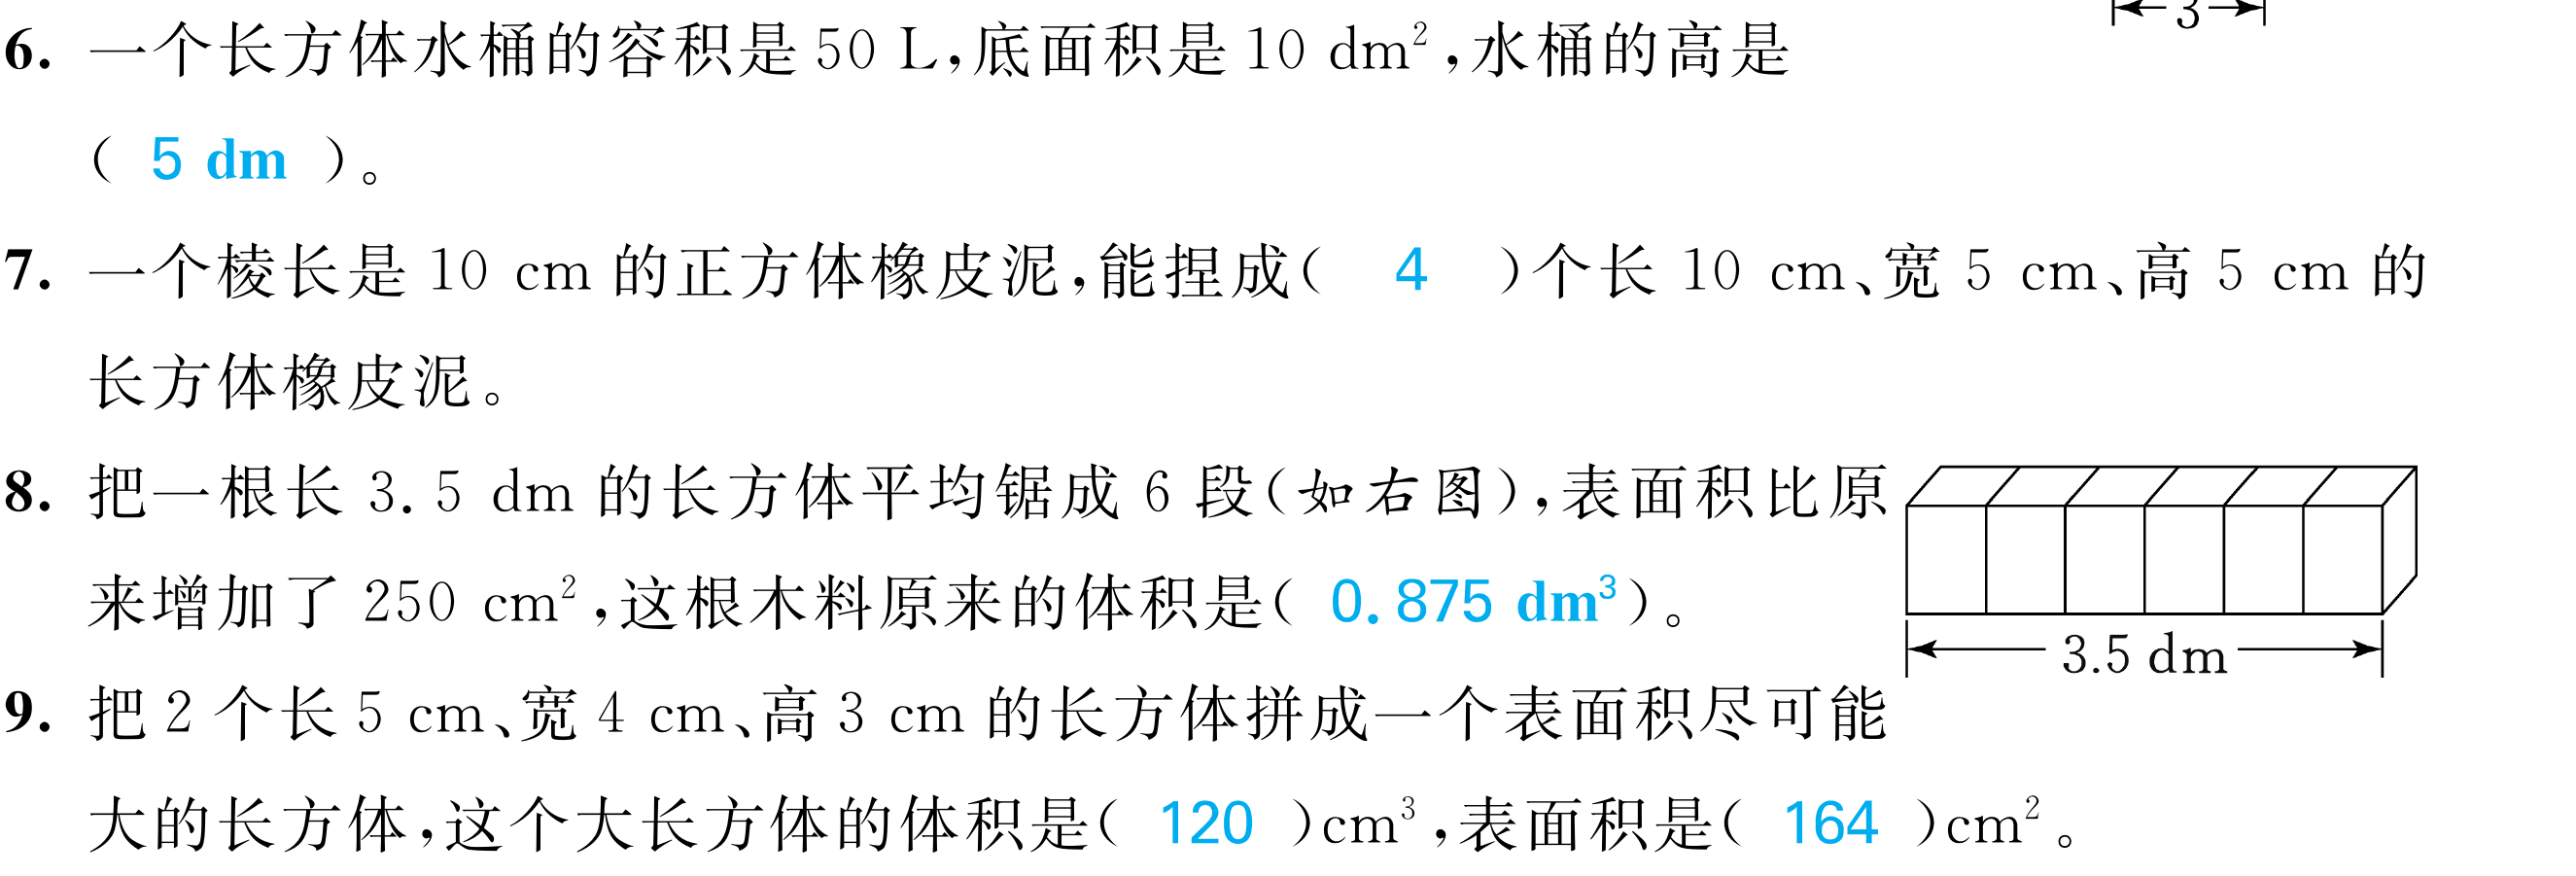 3
6. 一个长方体水桶的容积是 50 L,底面积是 10 dm²,水桶的高是
( 5 dm )。
7. 一个棱长是 10 cm 的正方体橡皮泥,能捏成( 4 )个长 10 cm、宽 5 cm、高 5 cm 的
长方体橡皮泥。
8. 把一根长 3.5 dm 的长方体平均锯成 6 段(如右图),表面积比原
来增加了 250 cm²,这根木料原来的体积是( 0.875 dm³)。
3.5 dm
9. 把 2 个长 5 cm、宽 4 cm、高 3 cm 的长方体拼成一个表面积尽可能
大的长方体,这个大长方体的体积是( 120 )cm³,表面积是( 164 )cm²。